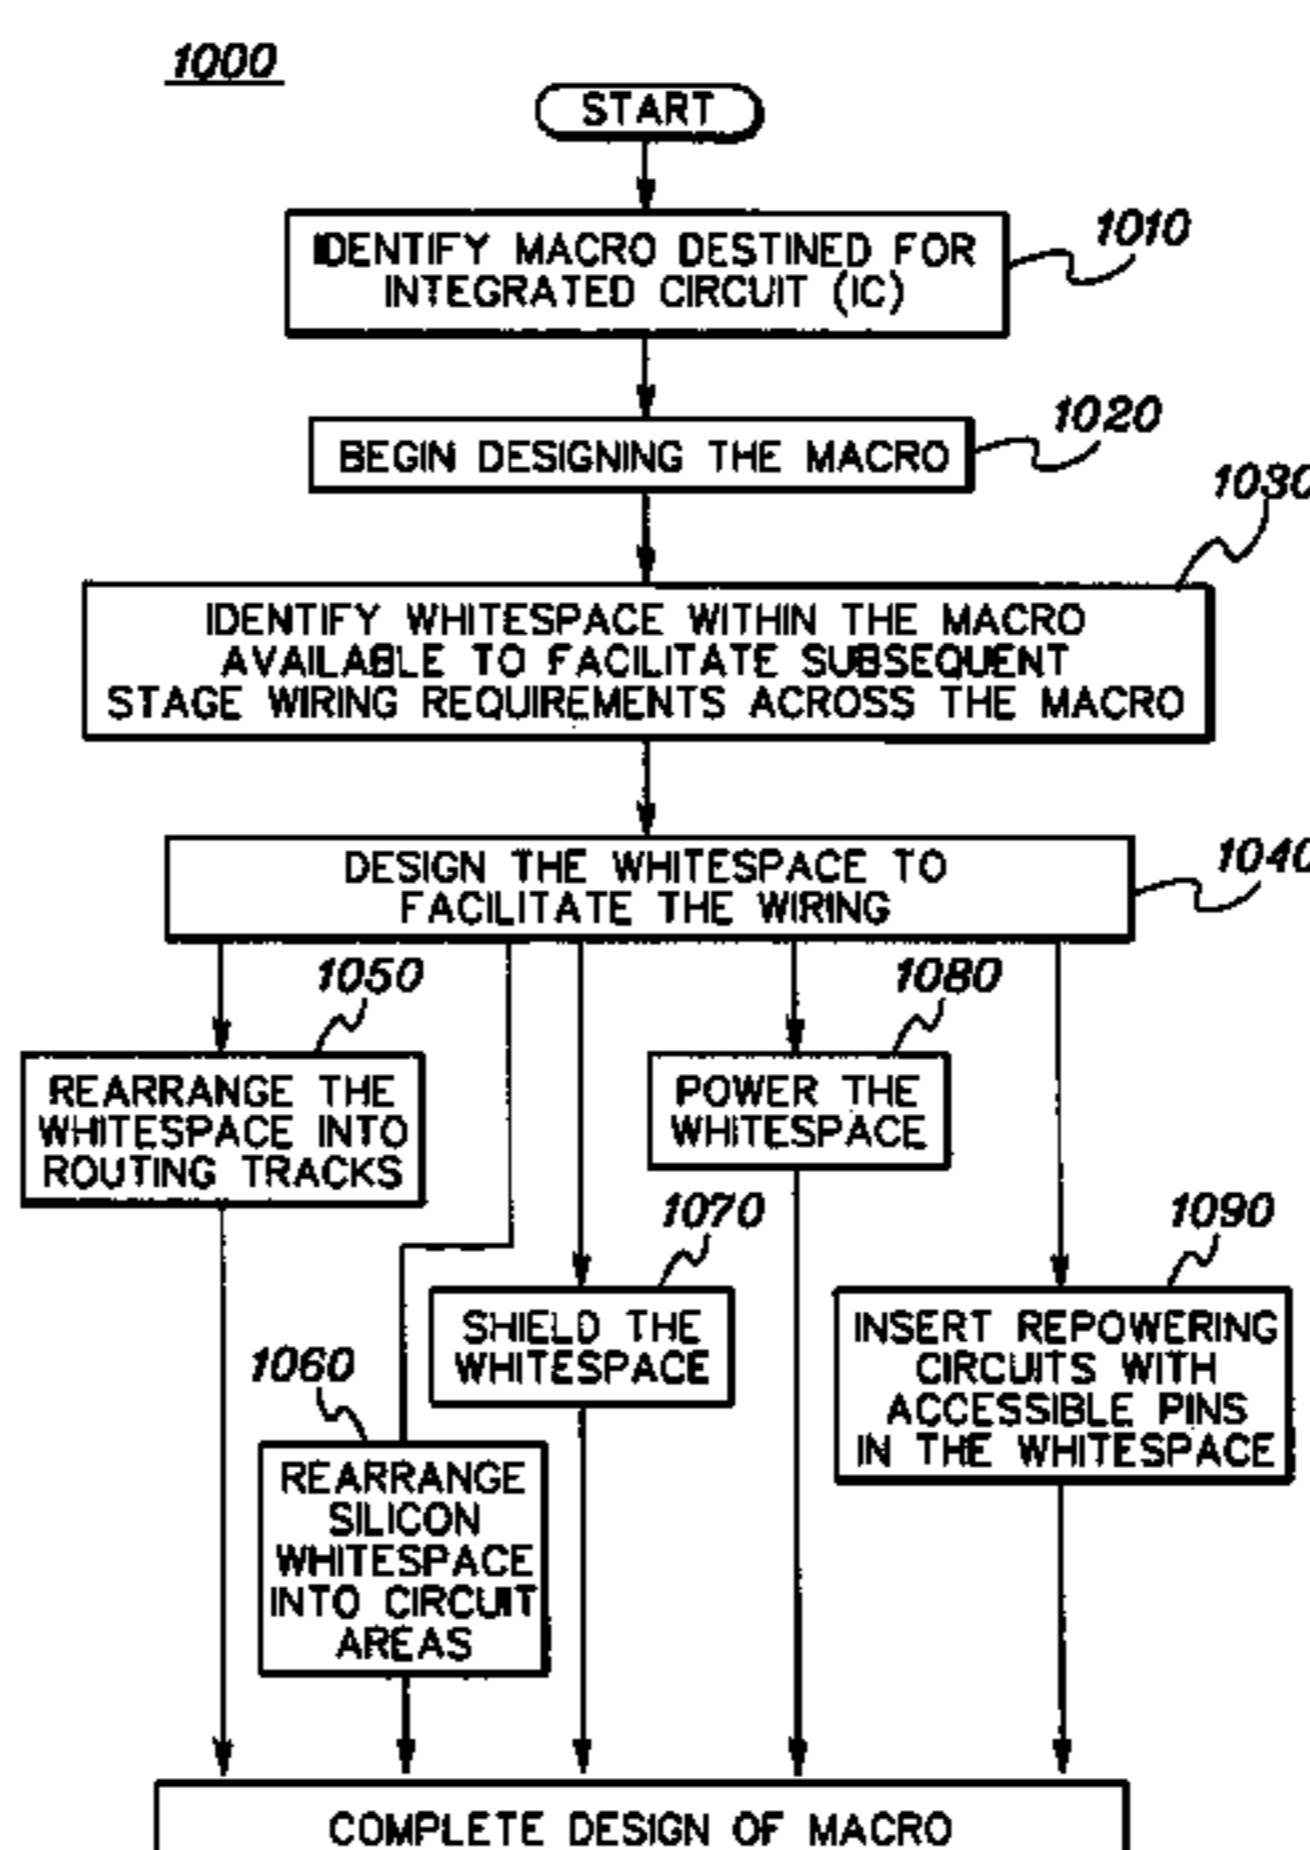 1000
START
IDENTIFY MACRO DESTINED FOR
INTEGRATED CIRCUIT (IC)
1010
BEGIN DESIGNING THE MACRO
1020
1030
IDENTIFY WHITESPACE WITHIN THE MACRO
AVAILABLE TO FACILITATE SUBSEQUENT
STAGE WIRING REQUIREMENTS ACROSS THE MACRO
DESIGN THE WHITESPACE TO
FACILITATE THE WIRING
1040
1050
REARRANGE THE
WHITESPACE INTO
ROUTING TRACKS
1080
POWER THE
WHITESPACE
1070
SHIELD THE
WHITESPACE
1090
INSERT REPOWERING
CIRCUITS WITH
ACCESSIBLE PINS
IN THE WHITESPACE
1060
REARRANGE
SILICON
WHITESPACE
INTO CIRCUIT
AREAS
COMPLETE DESIGN OF MACRO